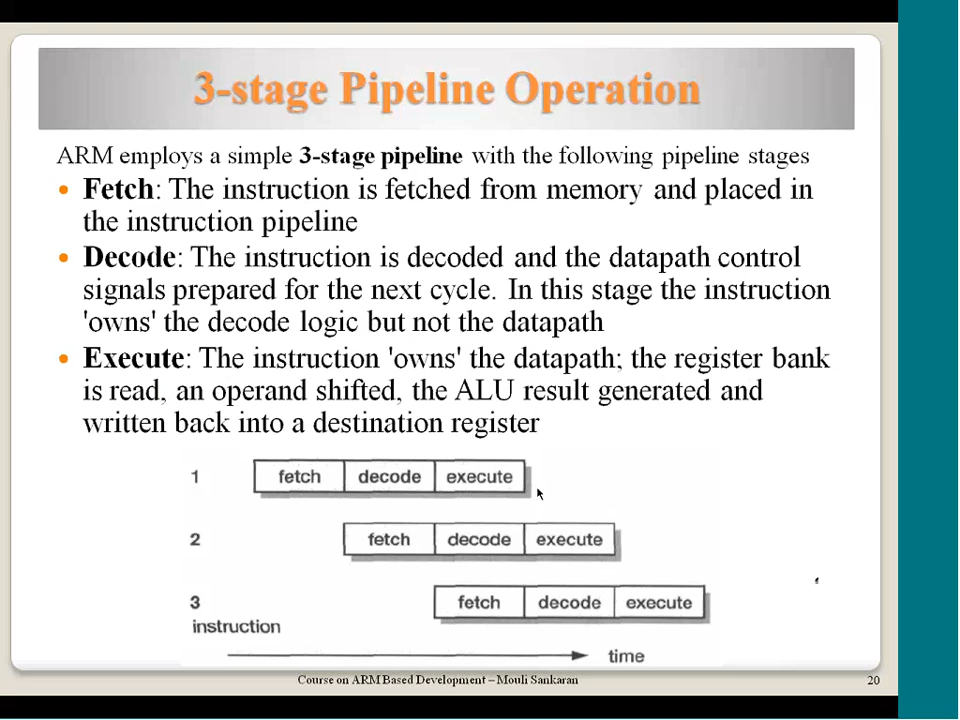 3-stage Pipeline Operation
ARM employs a simple 3-stage pipeline with the following pipeline stages
• Fetch: The instruction is fetched from memory and placed in
the instruction pipeline
• Decode: The instruction is decoded and the datapath control
signals prepared for the next cycle. In this stage the instruction
'owns' the decode logic but not the datapath
• Execute: The instruction 'owns' the datapath; the register bank
is read, an operand shifted, the ALU result generated and
written back into a destination register
1 fetch decode execute
2 fetch decode execute
3 fetch decode execute
instruction
time
Course on ARM Based Development – Mouli Sankaran 20